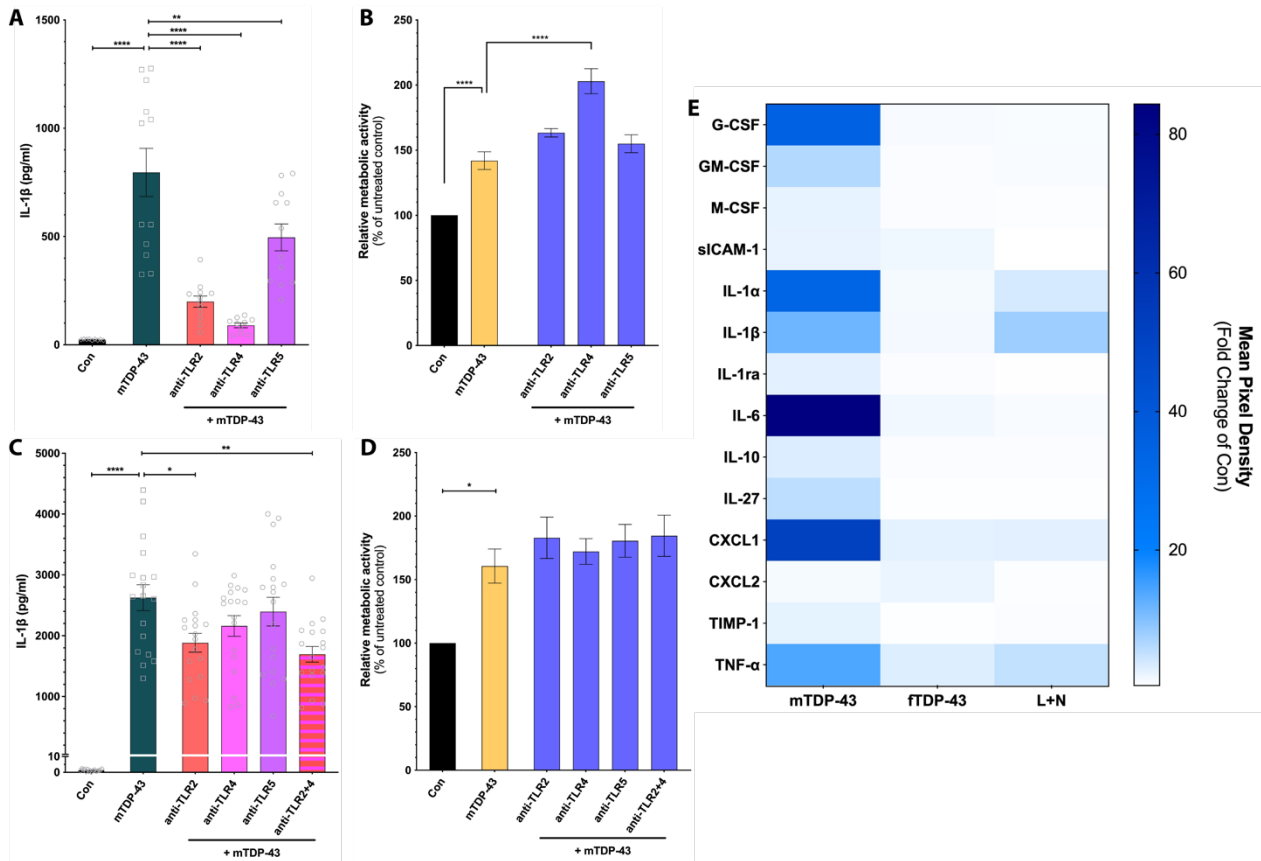 A
IL-1β (pg/ml)
1500
1000
500
0
**
****
**** ****
Con
mTDP-43
anti-TLR2
anti-TLR4
anti-TLR5
+ mTDP-43
B
Relative metabolic activity
(% of untreated control)
250
200
150
100
50
0
****
****
Con
mTDP-43
anti-TLR2
anti-TLR4
anti-TLR5
+ mTDP-43
C
IL-1β (pg/ml)
5000
4000
3000
2000
1000
10
0
**
**** *
Con
mTDP-43
anti-TLR2
anti-TLR4
anti-TLR5
anti-TLR2+4
+ mTDP-43
D
Relative metabolic activity
(% of untreated control)
250
200
150
100
50
0
*
Con
mTDP-43
anti-TLR2
anti-TLR4
anti-TLR5
anti-TLR2+4
+ mTDP-43
E
G-CSF
GM-CSF
M-CSF
sICAM-1
IL-1α
IL-1β
IL-1ra
IL-6
IL-10
IL-27
CXCL1
CXCL2
TIMP-1
TNF-α
mTDP-43 fTDP-43 L+N
80
60
40
20
Mean Pixel Density
(Fold Change of Con)